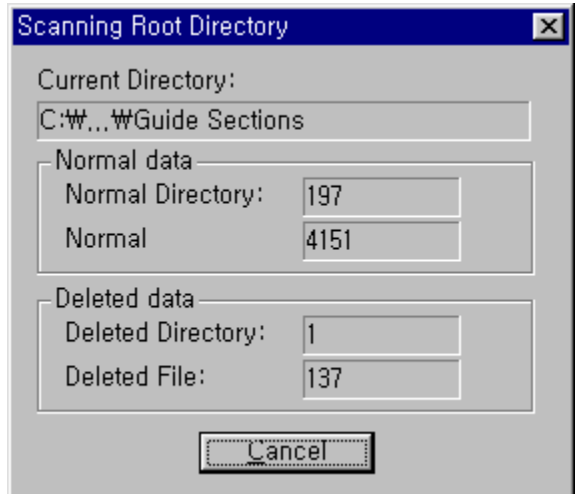 Scanning Root Directory
Current Directory:
C:₩...₩Guide Sections
Normal data
Normal Directory: 197
Normal 4151
Deleted data
Deleted Directory: 1
Deleted File: 137
Cancel